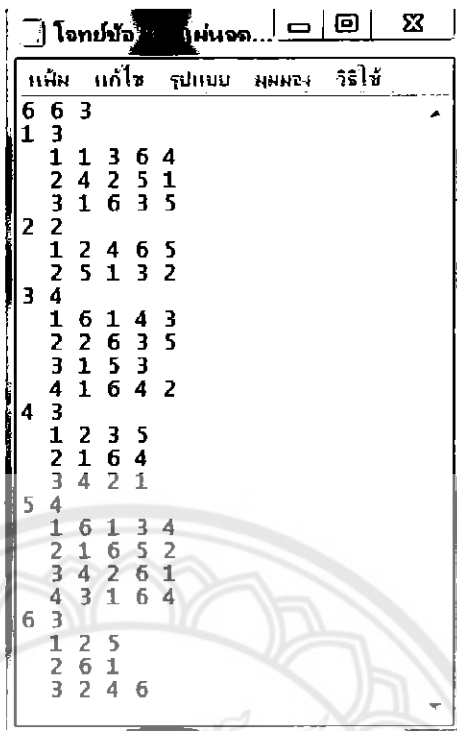 โจทย์ข้อ ... แผ่นจด...
แฟ้ม แก้ไข รูปแบบ มุมมอง วิธีใช้
6 6 3
1 3
1 1 3 6 4
2 4 2 5 1
3 1 6 3 5
2 2
1 2 4 6 5
2 5 1 3 2
3 4
1 6 1 4 3
2 2 6 3 5
3 1 5 3
4 1 6 4 2
4 3
1 2 3 5
2 1 6 4
3 4 2 1
5 4
1 6 1 3 4
2 1 6 5 2
3 4 2 6 1
4 3 1 6 4
6 3
1 2 5
2 6 1
3 2 4 6